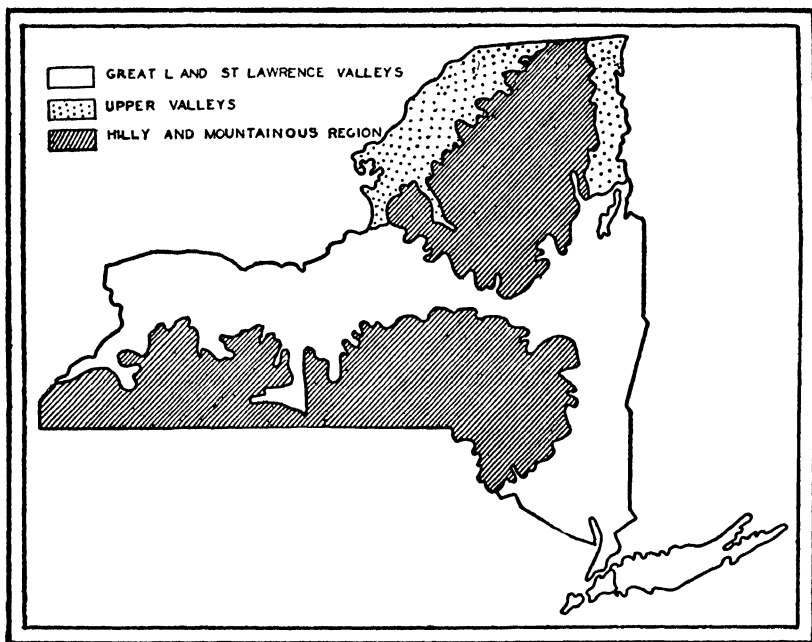 GREAT L AND ST LAWRENCE VALLEYS
UPPER VALLEYS
HILLY AND MOUNTAINOUS REGION